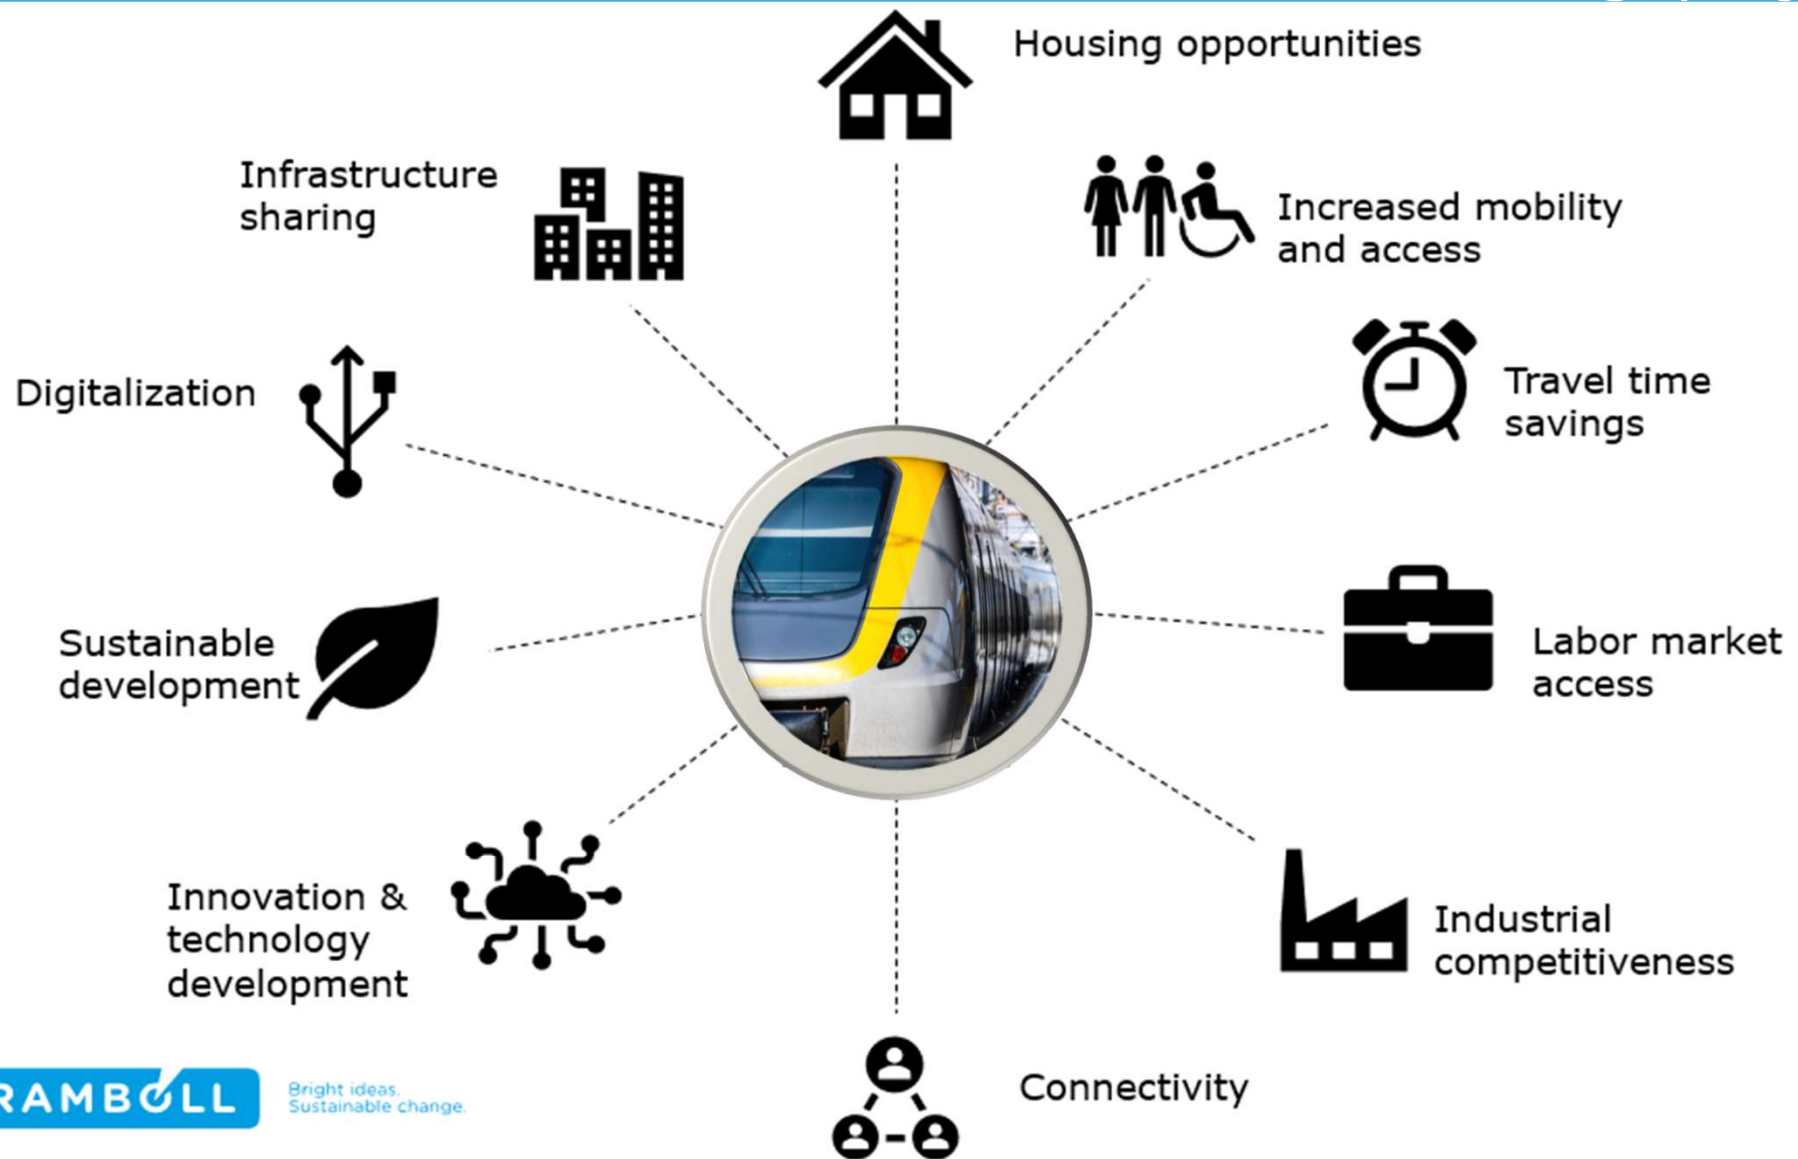 Housing opportunities
Infrastructure
sharing
Increased mobility
and access
Digitalization
Travel time
savings
Sustainable
development
Labor market
access
Innovation &
technology
development
Industrial
competitiveness
Connectivity
RAMBOLL
Bright ideas.
Sustainable change.